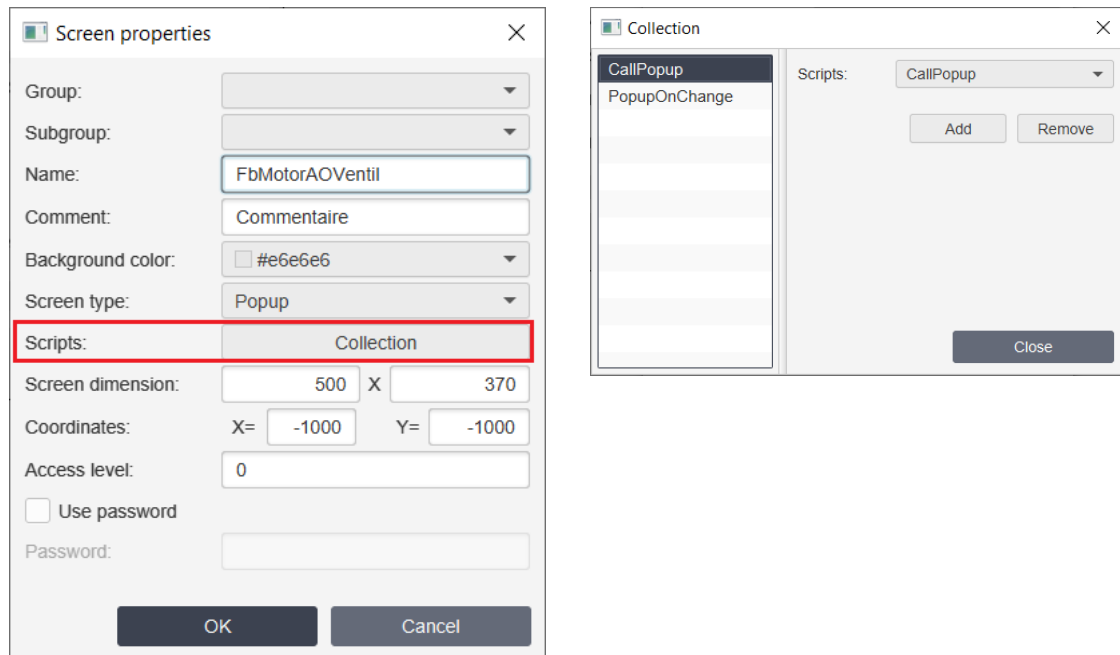 Screen properties
Group:
Subgroup:
Name: FbMotorAOVentil
Comment: Commentaire
Background color: #e6e6e6
Screen type: Popup
Scripts: Collection
Screen dimension: 500 X 370
Coordinates: X= -1000 Y= -1000
Access level: 0
Use password
Password:
OK Cancel
Collection
CallPopup
PopupOnChange
Scripts: CallPopup
Add Remove
Close